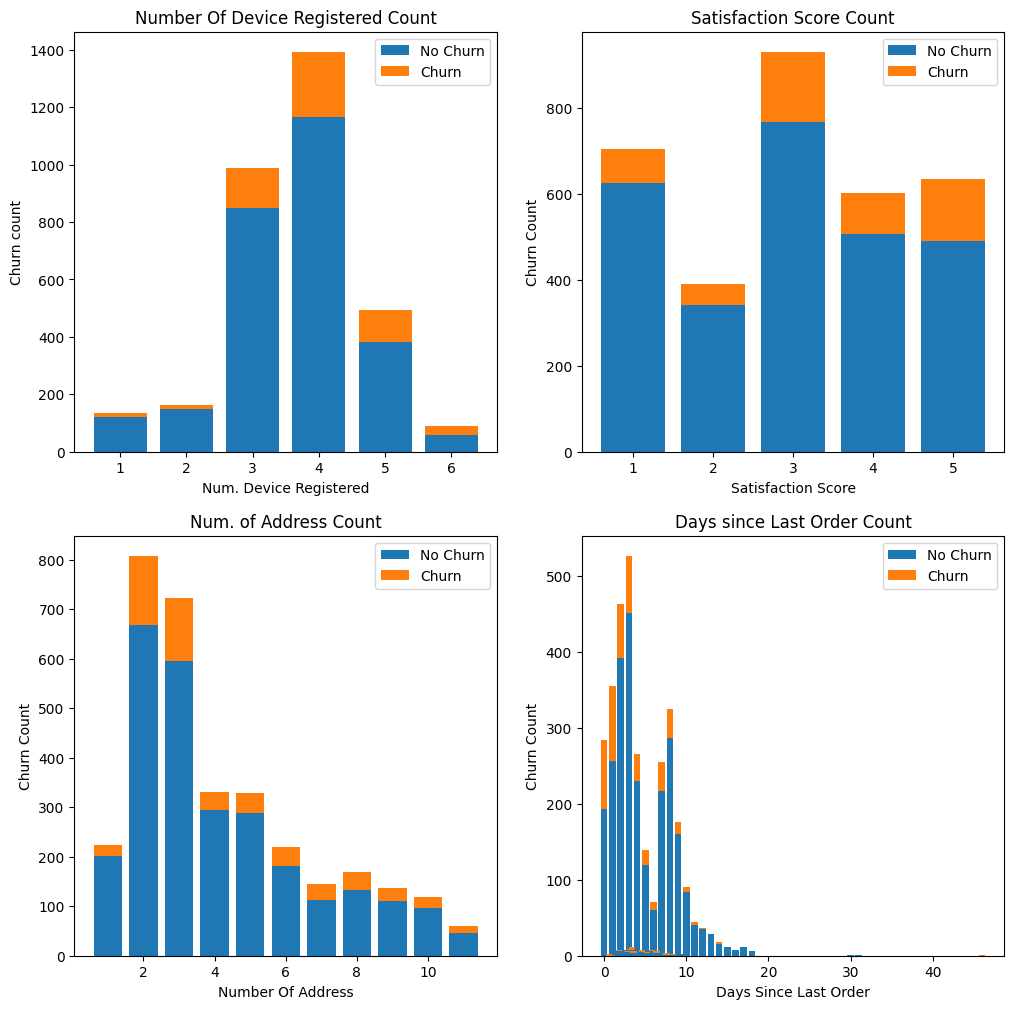 Number Of Device Registered Count
No Churn
Churn
1400
1200
1000
800
600
400
200
0
Churn count
1 2 3 4 5 6
Num. Device Registered
Satisfaction Score Count
No Churn
Churn
800
600
400
200
0
Churn Count
1 2 3 4 5
Satisfaction Score
Num. of Address Count
No Churn
Churn
800
700
600
500
400
300
200
100
0
Churn Count
2 4 6 8 10
Number Of Address
Days since Last Order Count
No Churn
Churn
500
400
300
200
100
0
Churn Count
0 10 20 30 40
Days Since Last Order